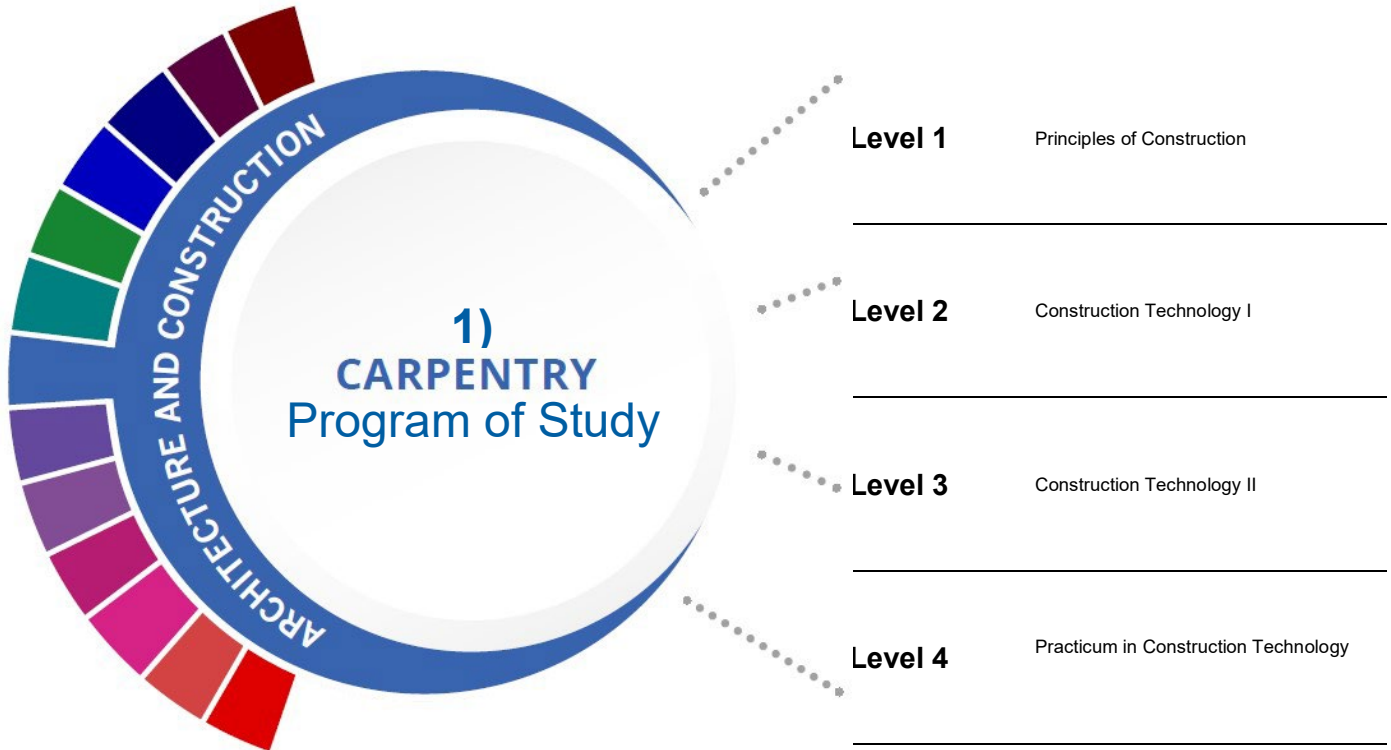 ARCHITECTURE AND CONSTRUCTION
1)
CARPENTRY
Program of Study
Level 1 Principles of Construction
Level 2 Construction Technology I
Level 3 Construction Technology II
Level 4 Practicum in Construction Technology